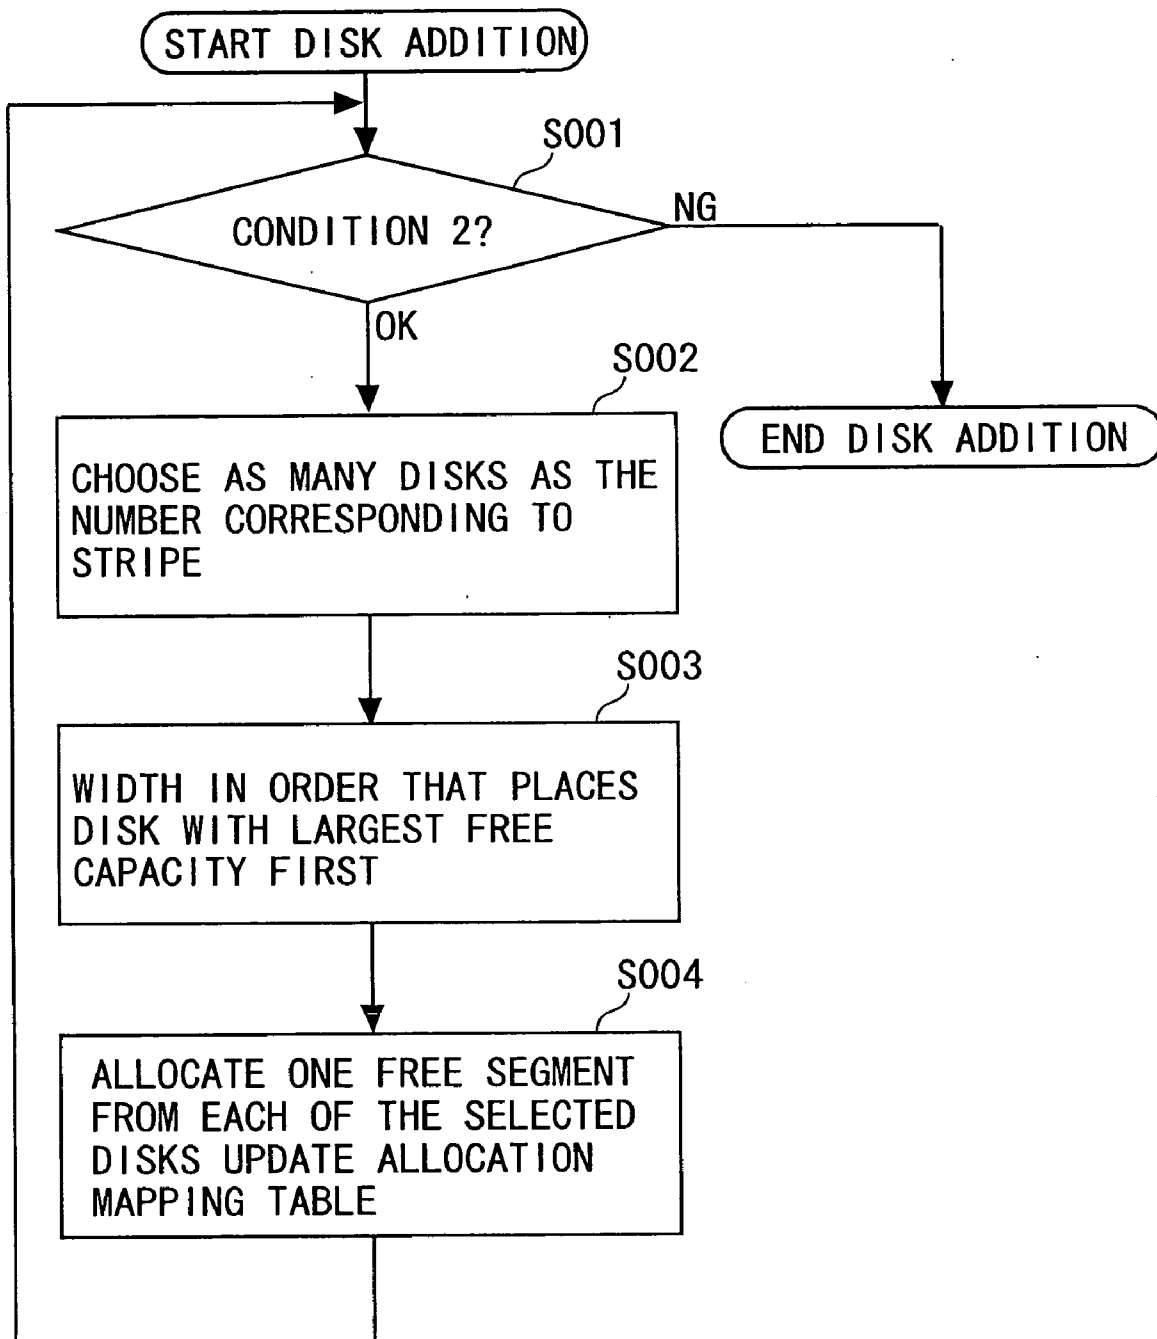 START DISK ADDITION
S001
CONDITION 2?
NG
OK
S002
END DISK ADDITION
CHOOSE AS MANY DISKS AS THE
NUMBER CORRESPONDING TO
STRIPE
S003
WIDTH IN ORDER THAT PLACES
DISK WITH LARGEST FREE
CAPACITY FIRST
S004
ALLOCATE ONE FREE SEGMENT
FROM EACH OF THE SELECTED
DISKS UPDATE ALLOCATION
MAPPING TABLE